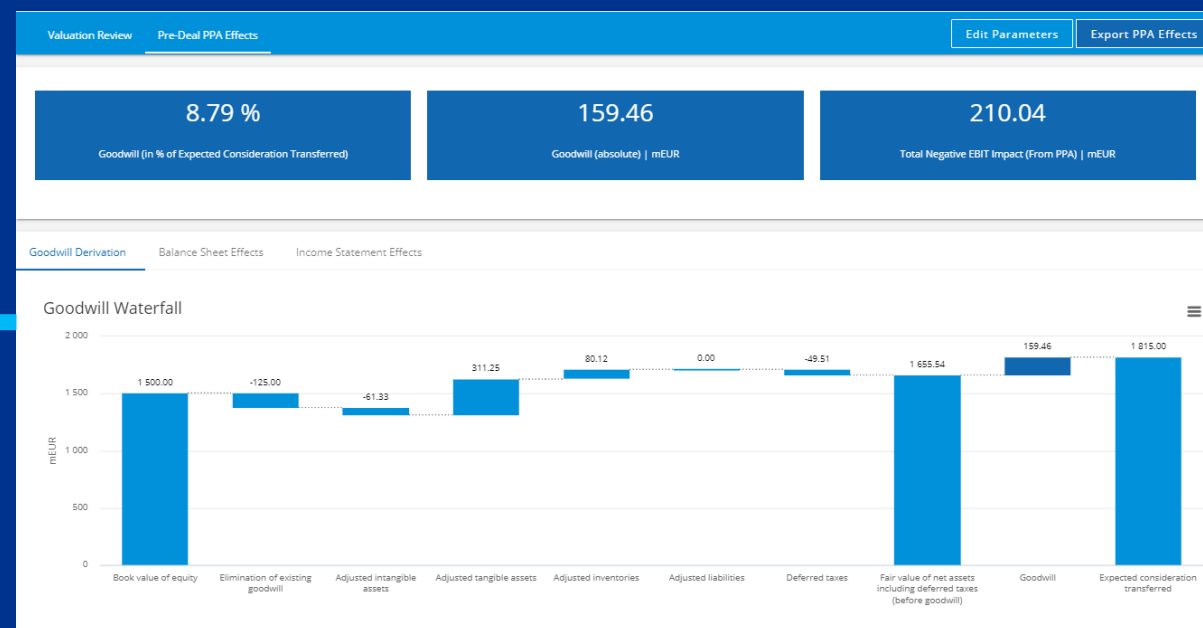 Valuation Review Pre-Deal PPA Effects Edit Parameters Export PPA Effects
8.79 %
Goodwill (in % of Expected Consideration Transferred)
159.46
Goodwill (absolute) | mEUR
210.04
Total Negative EBIT Impact (From PPA) | mEUR
Goodwill Derivation Balance Sheet Effects Income Statement Effects
Goodwill Waterfall
mEUR
2 000
1 500
1 000
500
0
1 500.00
-125.00
-61.33
311.25
80.12
0.00
-49.51
1 655.54
159.46
1 815.00
Book value of equity
Elimination of existing
goodwill
Adjusted intangible
assets
Adjusted tangible assets
Adjusted inventories
Adjusted liabilities
Deferred taxes
Fair value of net assets
including deferred taxes
(before goodwill)
Goodwill
Expected consideration
transferred